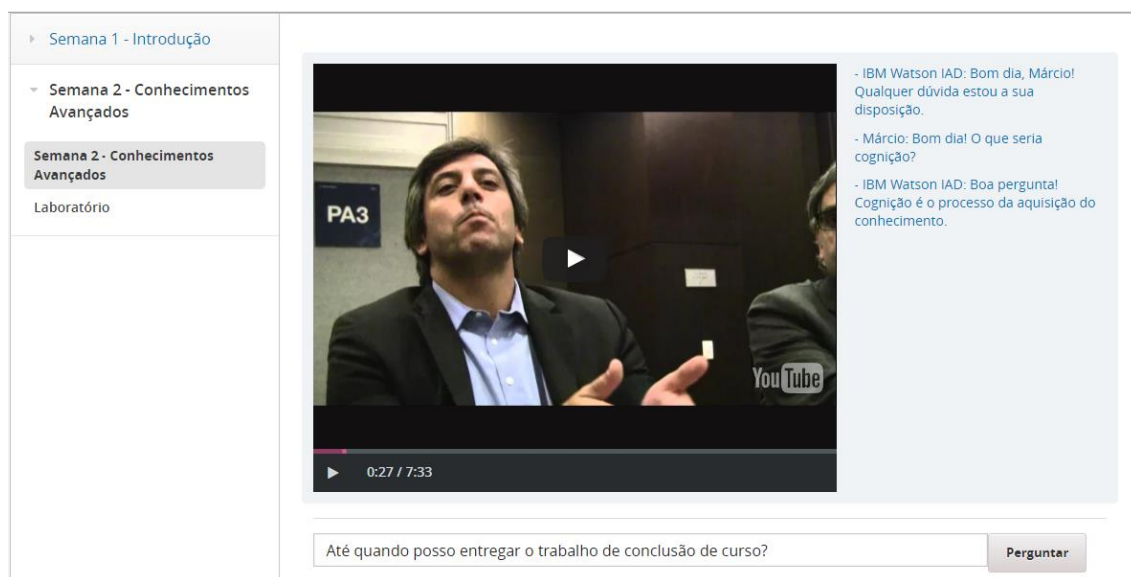 Semana 1 - Introdução
Semana 2 - Conhecimentos
Avançados
Semana 2 - Conhecimentos
Avançados
Laboratório
PA3
YouTube
0:27 / 7:33
- IBM Watson IAD: Bom dia, Márcio!
Qualquer dúvida estou a sua
disposição.
- Márcio: Bom dia! O que seria
cognição?
- IBM Watson IAD: Boa pergunta!
Cognição é o processo da aquisição do
conhecimento.
Até quando posso entregar o trabalho de conclusão de curso?
Perguntar